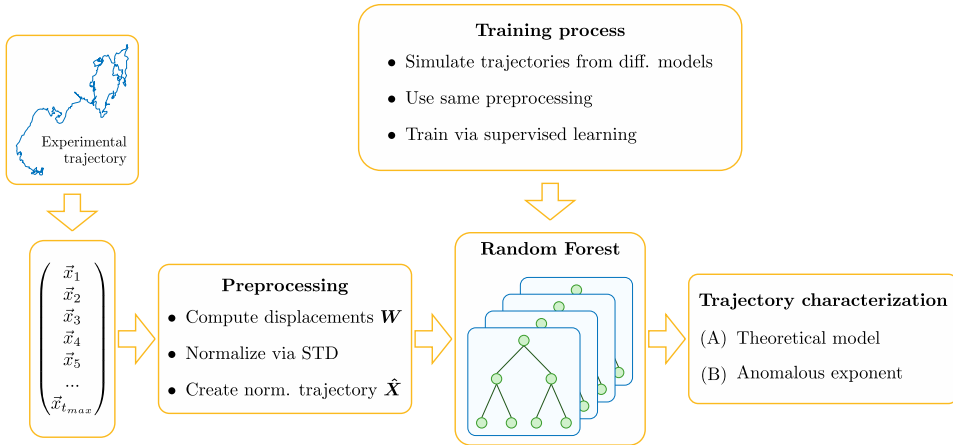 Training process
• Simulate trajectories from diff. models
• Use same preprocessing
• Train via supervised learning
Experimental
trajectory
x⃗₁
x⃗₂
x⃗₃
x⃗₄
x⃗₅
...
x⃗ₜₘₐₓ
Preprocessing
• Compute displacements W
• Normalize via STD
• Create norm. trajectory X̂
Random Forest
Trajectory characterization
(A) Theoretical model
(B) Anomalous exponent